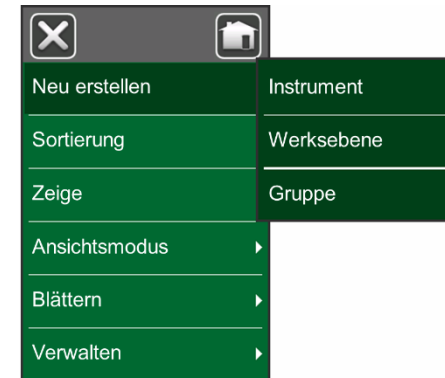 Neu erstellen
Instrument
Sortierung
Werksebene
Zeige
Gruppe
Ansichtsmodus
Blättern
Verwalten